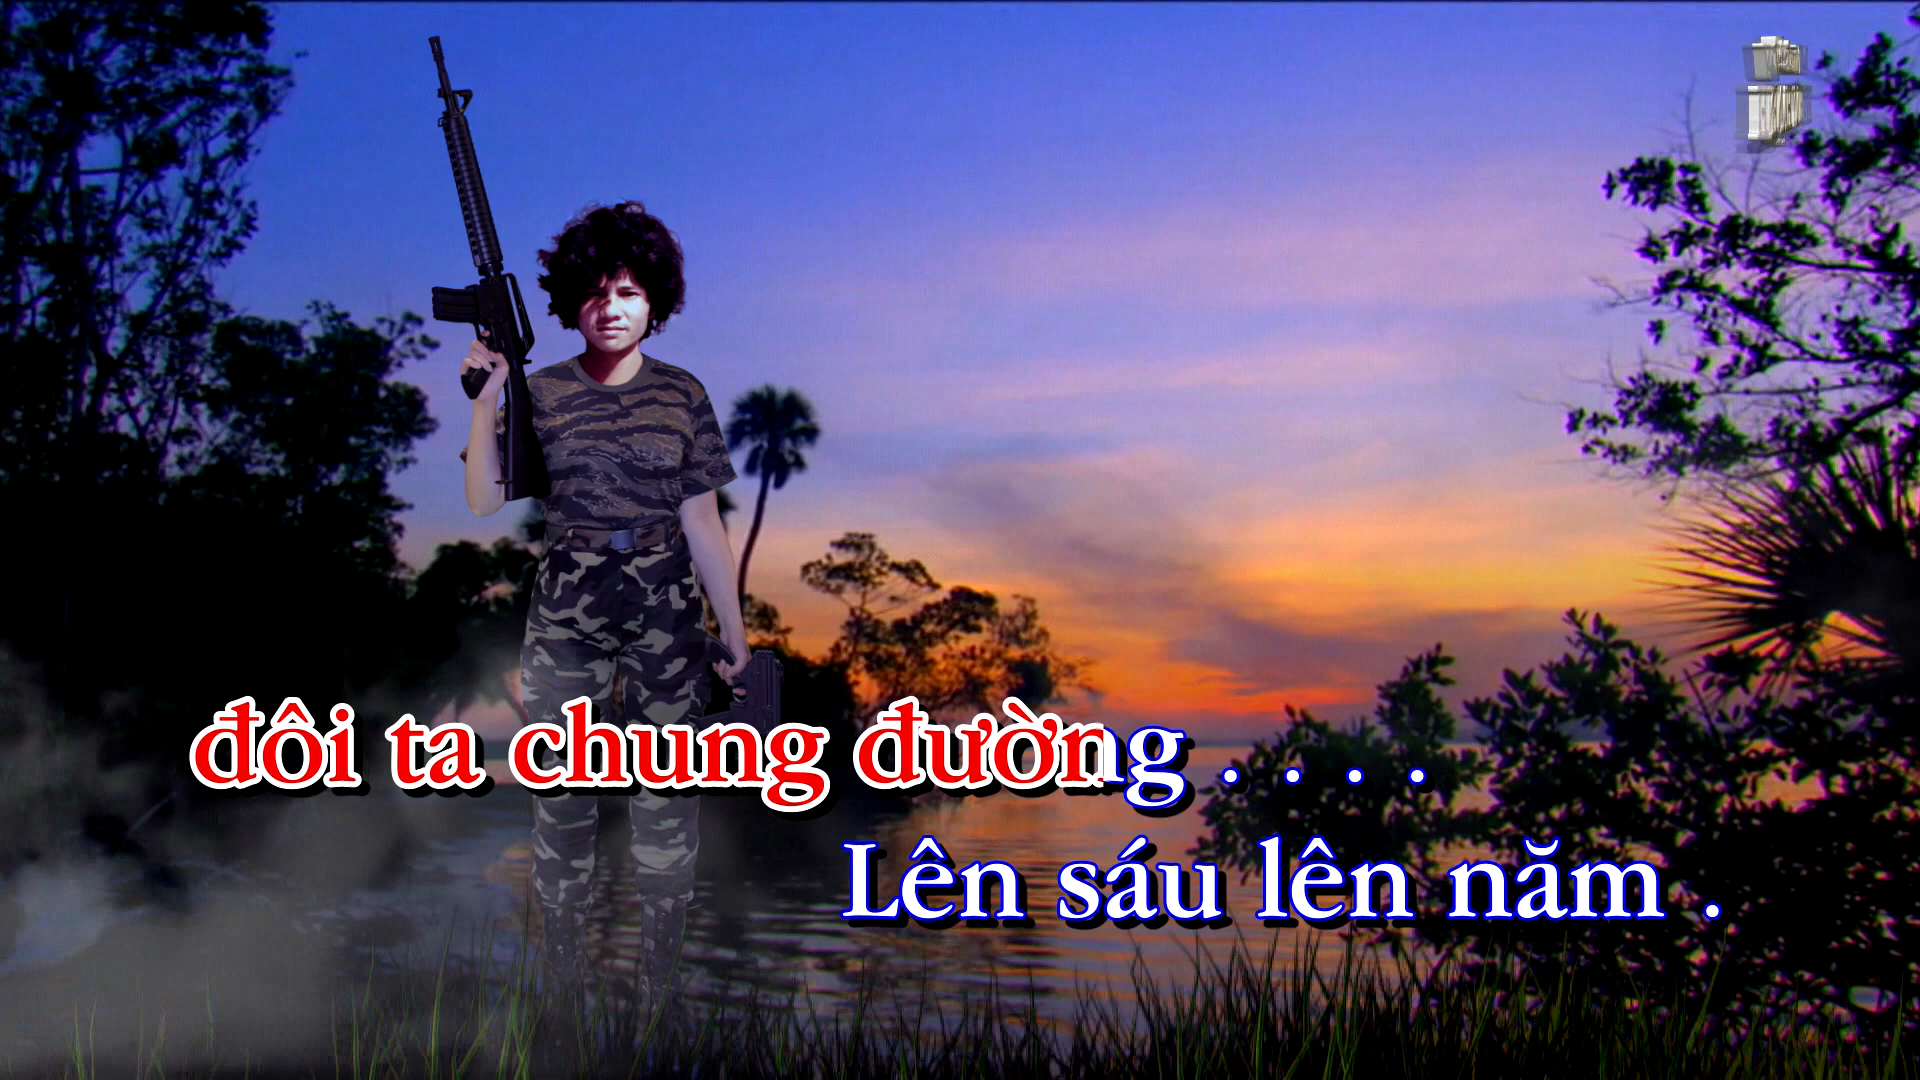 đôi ta chung đường . . . .
Lên sáu lên năm .